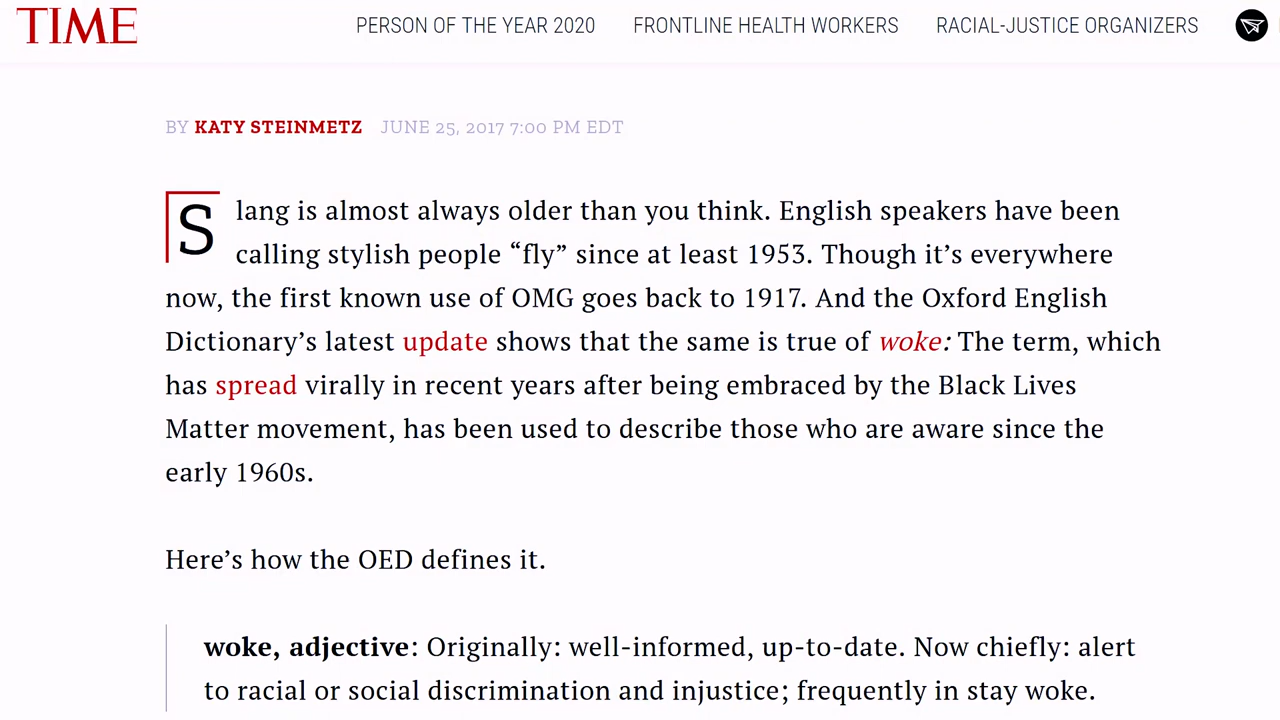 TIME
PERSON OF THE YEAR 2020 FRONTLINE HEALTH WORKERS RACIAL-JUSTICE ORGANIZERS
BY KATY STEINMETZ JUNE 25, 2017 7:00 PM EDT
Slang is almost always older than you think. English speakers have been
calling stylish people “fly” since at least 1953. Though it’s everywhere
now, the first known use of OMG goes back to 1917. And the Oxford English
Dictionary’s latest update shows that the same is true of woke: The term, which
has spread virally in recent years after being embraced by the Black Lives
Matter movement, has been used to describe those who are aware since the
early 1960s.
Here’s how the OED defines it.
woke, adjective: Originally: well-informed, up-to-date. Now chiefly: alert
to racial or social discrimination and injustice; frequently in stay woke.